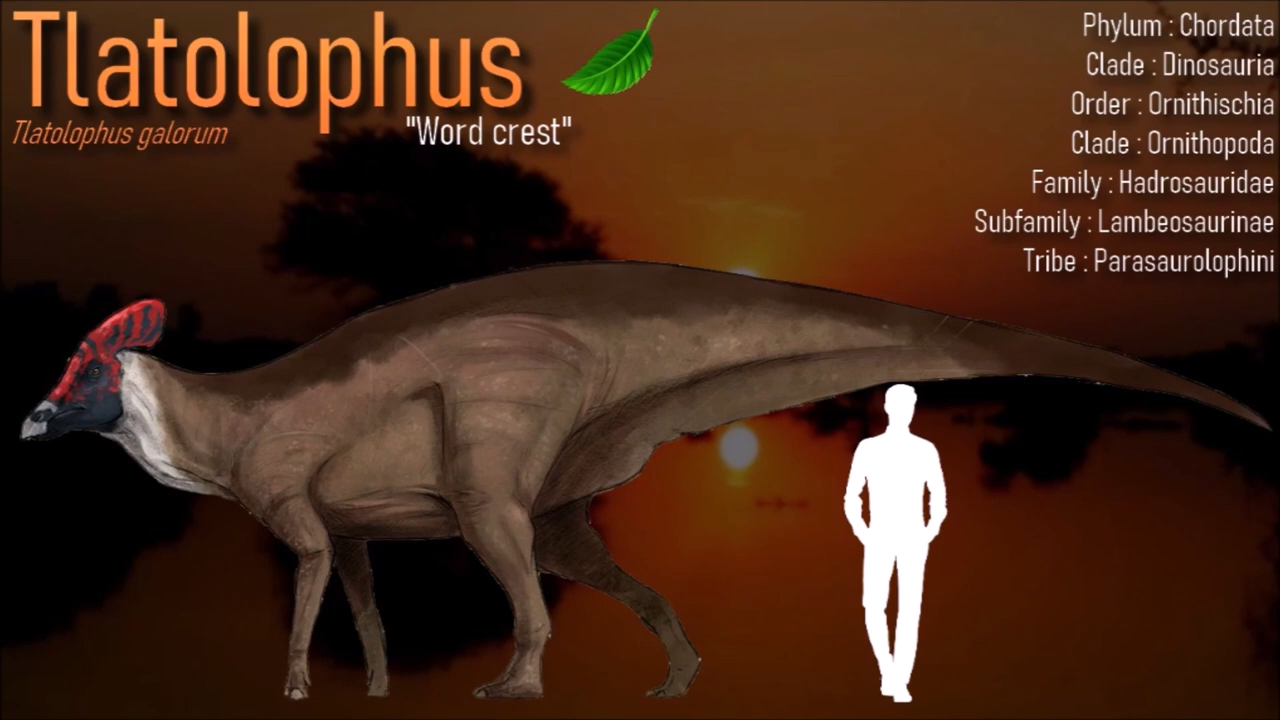 Tlatolophus
Tlatolophus galorum
"Word crest"
Phylum : Chordata
Clade : Dinosauria
Order : Ornithischia
Clade : Ornithopoda
Family : Hadrosauridae
Subfamily : Lambeosaurinae
Tribe : Parasaurolophini